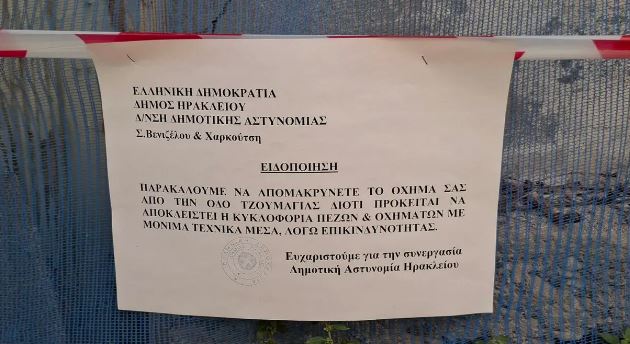 ΕΛΛΗΝΙΚΗ ΔΗΜΟΚΡΑΤΙΑ
ΔΗΜΟΣ ΗΡΑΚΛΕΙΟΥ
Δ/ΝΣΗ ΔΗΜΟΤΙΚΗΣ ΑΣΤΥΝΟΜΙΑΣ
Σ.Βενιζέλου & Χαρκούτση
ΕΙΔΟΠΟΙΗΣΗ
ΠΑΡΑΚΑΛΟΥΜΕ ΝΑ ΑΠΟΜΑΚΡΥΝΕΤΕ ΤΟ ΟΧΗΜΑ ΣΑΣ
ΑΠΟ ΤΗΝ ΟΔΟ ΤΖΟΥΜΑΓΙΑΣ ΔΙΟΤΙ ΠΡΟΚΕΙΤΑΙ ΝΑ
ΑΠΟΚΛΕΙΣΤΕΙ Η ΚΥΚΛΟΦΟΡΙΑ ΠΕΖΩΝ & ΟΧΗΜΑΤΩΝ ΜΕ
ΜΟΝΙΜΑ ΤΕΧΝΙΚΑ ΜΕΣΑ, ΛΟΓΩ ΕΠΙΚΙΝΔΥΝΟΤΗΤΑΣ.
Ευχαριστούμε για την συνεργασία
Δημοτική Αστυνομία Ηρακλείου